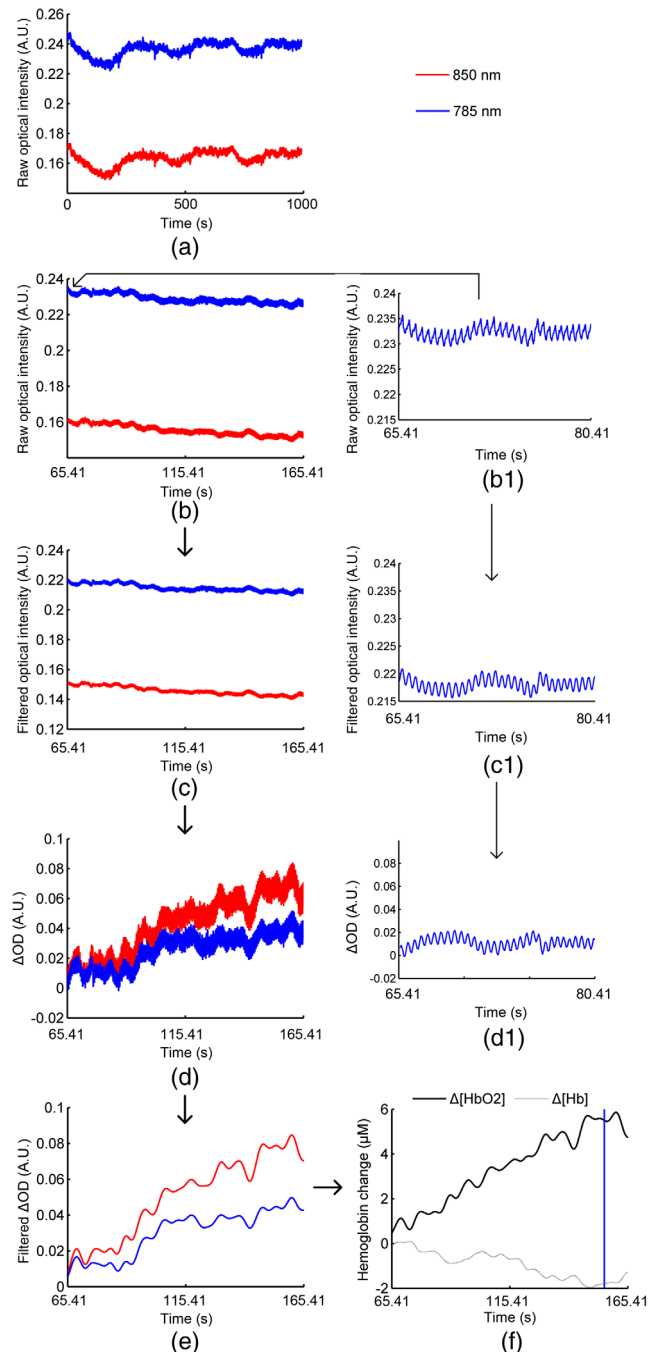 Raw optical intensity (A.U.)
0.26
0.24
0.22
0.2
0.18
0.16
0
500
1000
Time (s)
(a)
850 nm
785 nm
Raw optical intensity (A.U.)
0.24
0.22
0.2
0.18
0.16
65.41
115.41
165.41
Time (s)
(b)
Raw optical intensity (A.U.)
0.24
0.235
0.23
0.225
0.22
0.215
65.41
80.41
Time (s)
(b1)
Filtered optical intensity (A.U.)
0.24
0.22
0.2
0.18
0.16
0.14
0.12
65.41
115.41
165.41
Time (s)
(c)
Filtered optical intensity (A.U.)
0.24
0.235
0.23
0.225
0.22
0.215
65.41
80.41
Time (s)
(c1)
ΔOD (A.U.)
0.1
0.08
0.06
0.04
0.02
0
-0.02
65.41
115.41
165.41
Time (s)
(d)
ΔOD (A.U.)
0.08
0.06
0.04
0.02
0
-0.02
65.41
80.41
Time (s)
(d1)
Filtered ΔOD (A.U.)
0.1
0.08
0.06
0.04
0.02
0
65.41
115.41
165.41
Time (s)
(e)
Δ[HbO2]
Δ[Hb]
Hemoglobin change (µM)
6
4
2
0
-2
65.41
115.41
165.41
Time (s)
(f)